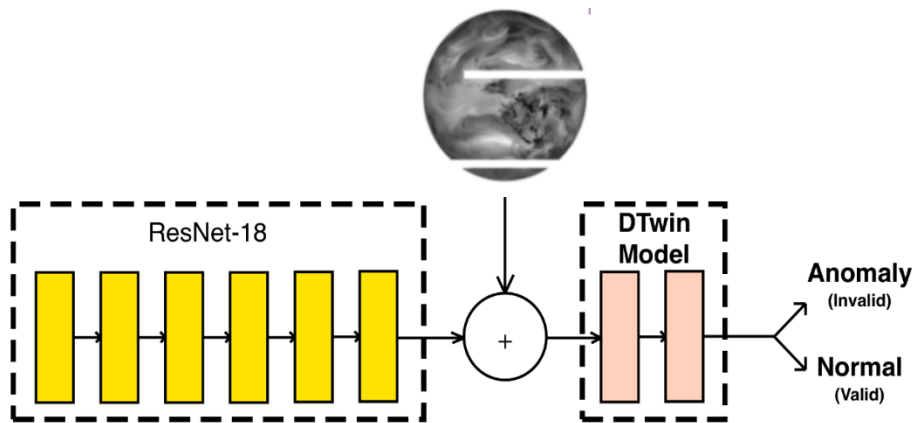 ResNet-18
+
DTwin
Model
Anomaly
(Invalid)
Normal
(Valid)